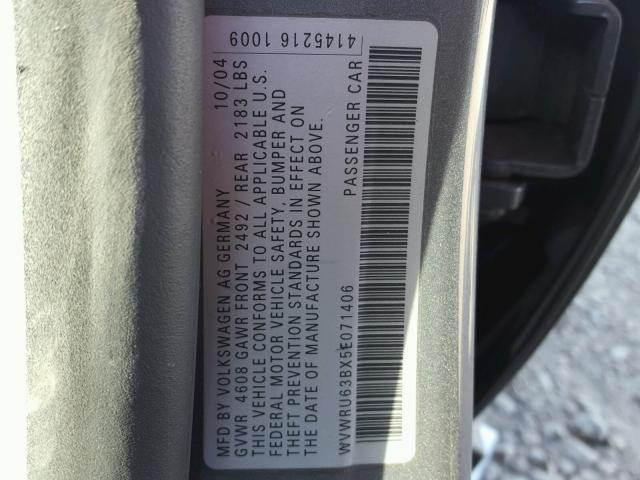 4145216 1009
MFD BY VOLKSWAGEN AG GERMANY 10/04
GVWR 4608 GAWR FRONT 2492 / REAR 2183 LBS
THIS VEHICLE CONFORMS TO ALL APPLICABLE U.S.
FEDERAL MOTOR VEHICLE SAFETY, BUMPER AND
THEFT PREVENTION STANDARDS IN EFFECT ON
THE DATE OF MANUFACTURE SHOWN ABOVE.
WVWRU63BX5E071406 PASSENGER CAR